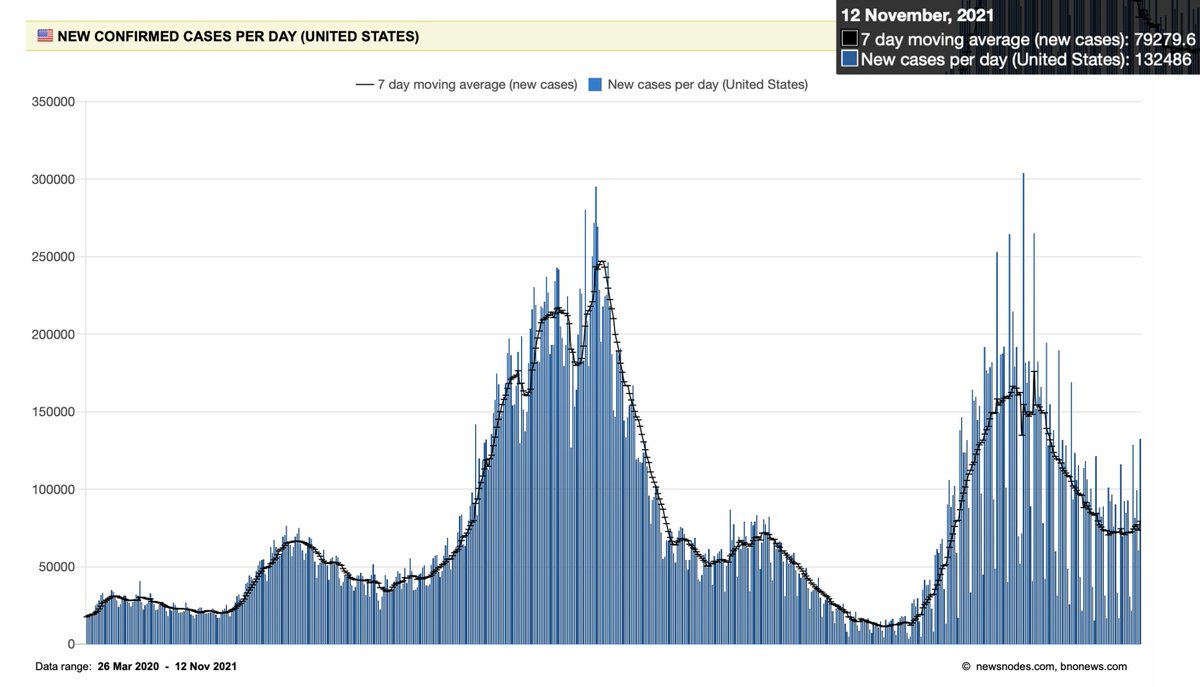 NEW CONFIRMED CASES PER DAY (UNITED STATES)
12 November, 2021
7 day moving average (new cases): 79279.6
New cases per day (United States): 132486
7 day moving average (new cases) New cases per day (United States)
350000
300000
250000
200000
150000
100000
50000
0
Data range: 26 Mar 2020 - 12 Nov 2021
© newsnodes.com, bnonews.com